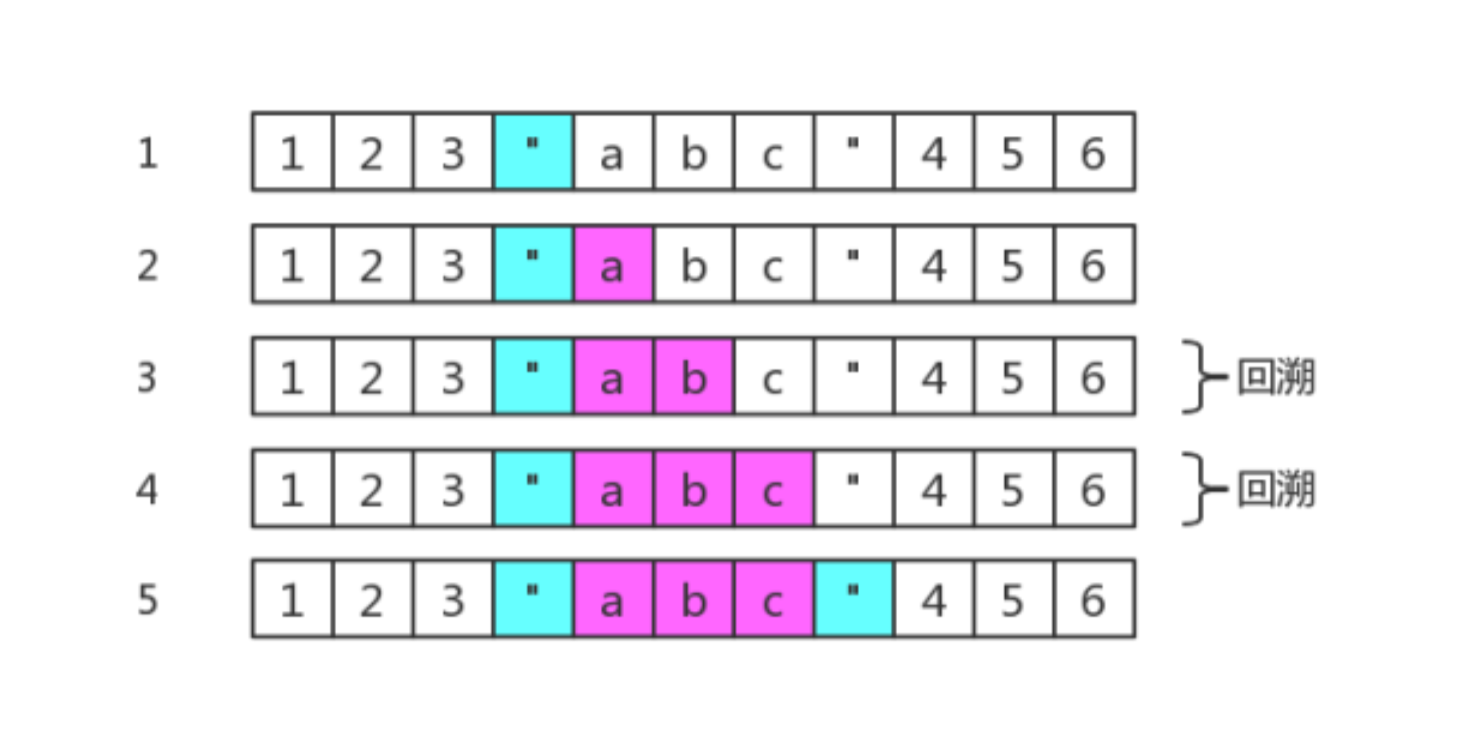 1 1 2 3 " a b c " 4 5 6
2 1 2 3 " a b c " 4 5 6
3 1 2 3 " a b c " 4 5 6 回溯
4 1 2 3 " a b c " 4 5 6 回溯
5 1 2 3 " a b c " 4 5 6